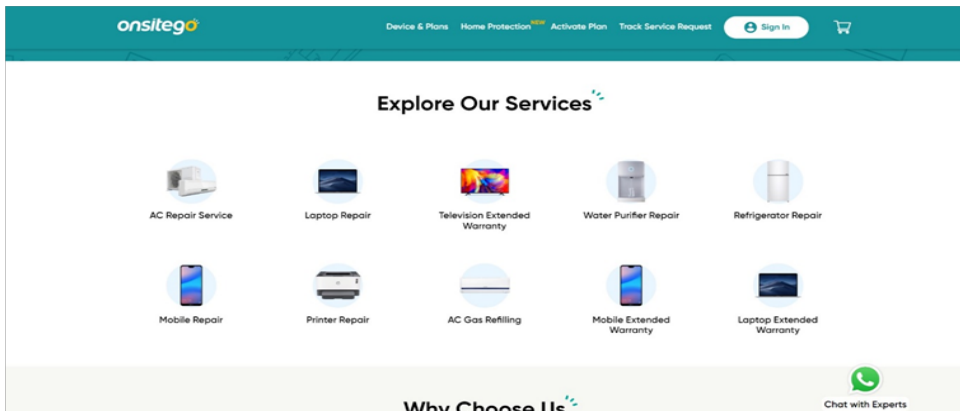 onsitego
Device & Plans Home Protection NEW Activate Plan Track Service Request Sign In
Explore Our Services
AC Repair Service
Laptop Repair
Television Extended
Warranty
Water Purifier Repair
Refrigerator Repair
Mobile Repair
Printer Repair
AC Gas Refilling
Mobile Extended
Warranty
Laptop Extended
Warranty
Why Choose Us
Chat with Experts